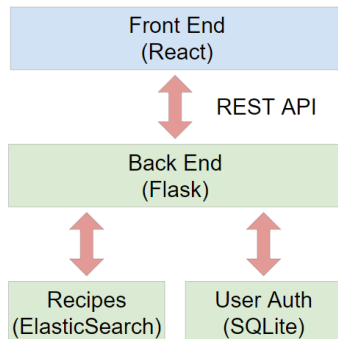 Front End
(React)
REST API
Back End
(Flask)
Recipes
(ElasticSearch)
User Auth
(SQLite)